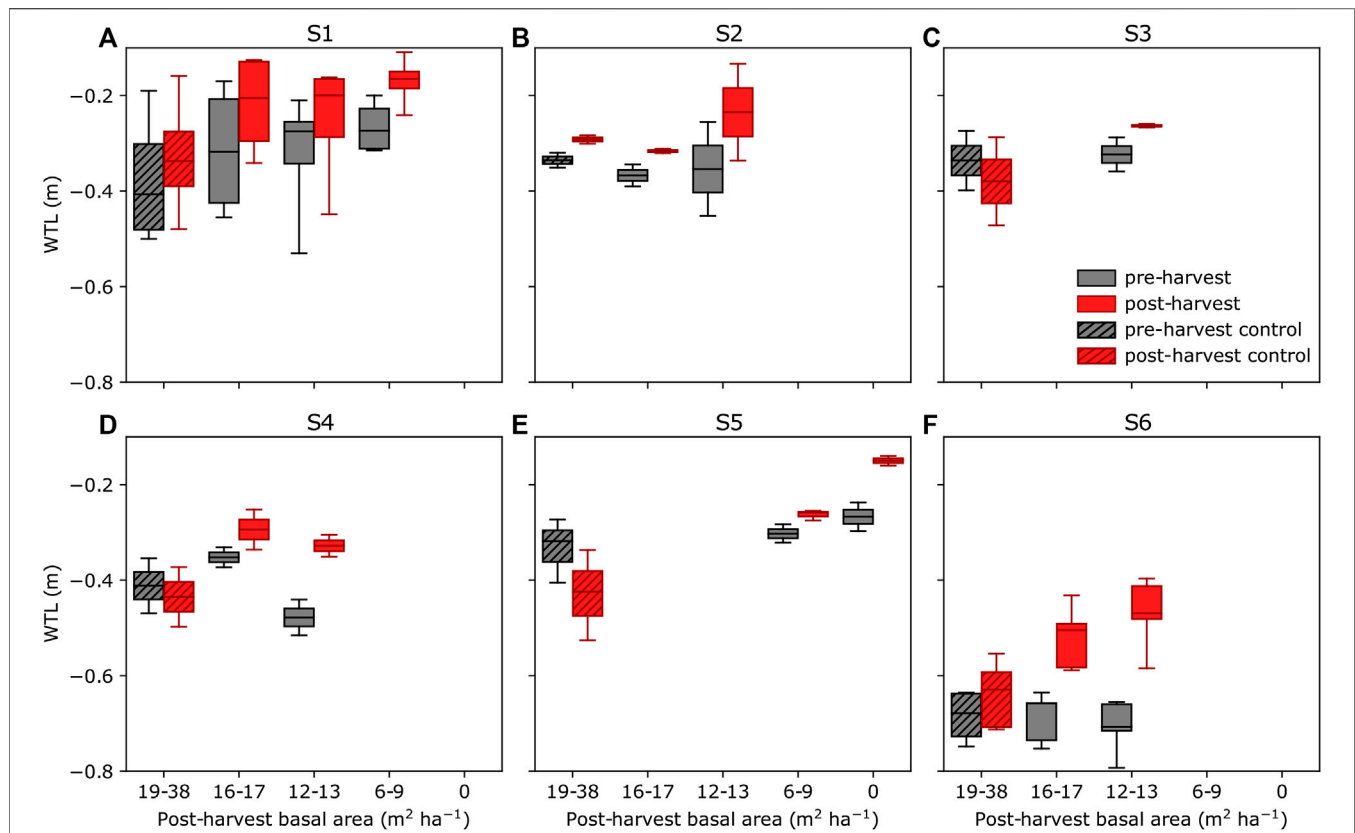 A S1
B S2
C S3
WTL (m)
−0.2
−0.4
−0.6
−0.8
pre-harvest
post-harvest
pre-harvest control
post-harvest control
D S4
E S5
F S6
WTL (m)
−0.2
−0.4
−0.6
−0.8
19-38 16-17 12-13 6-9 0
19-38 16-17 12-13 6-9 0
19-38 16-17 12-13 6-9 0
Post-harvest basal area (m² ha⁻¹)
Post-harvest basal area (m² ha⁻¹)
Post-harvest basal area (m² ha⁻¹)